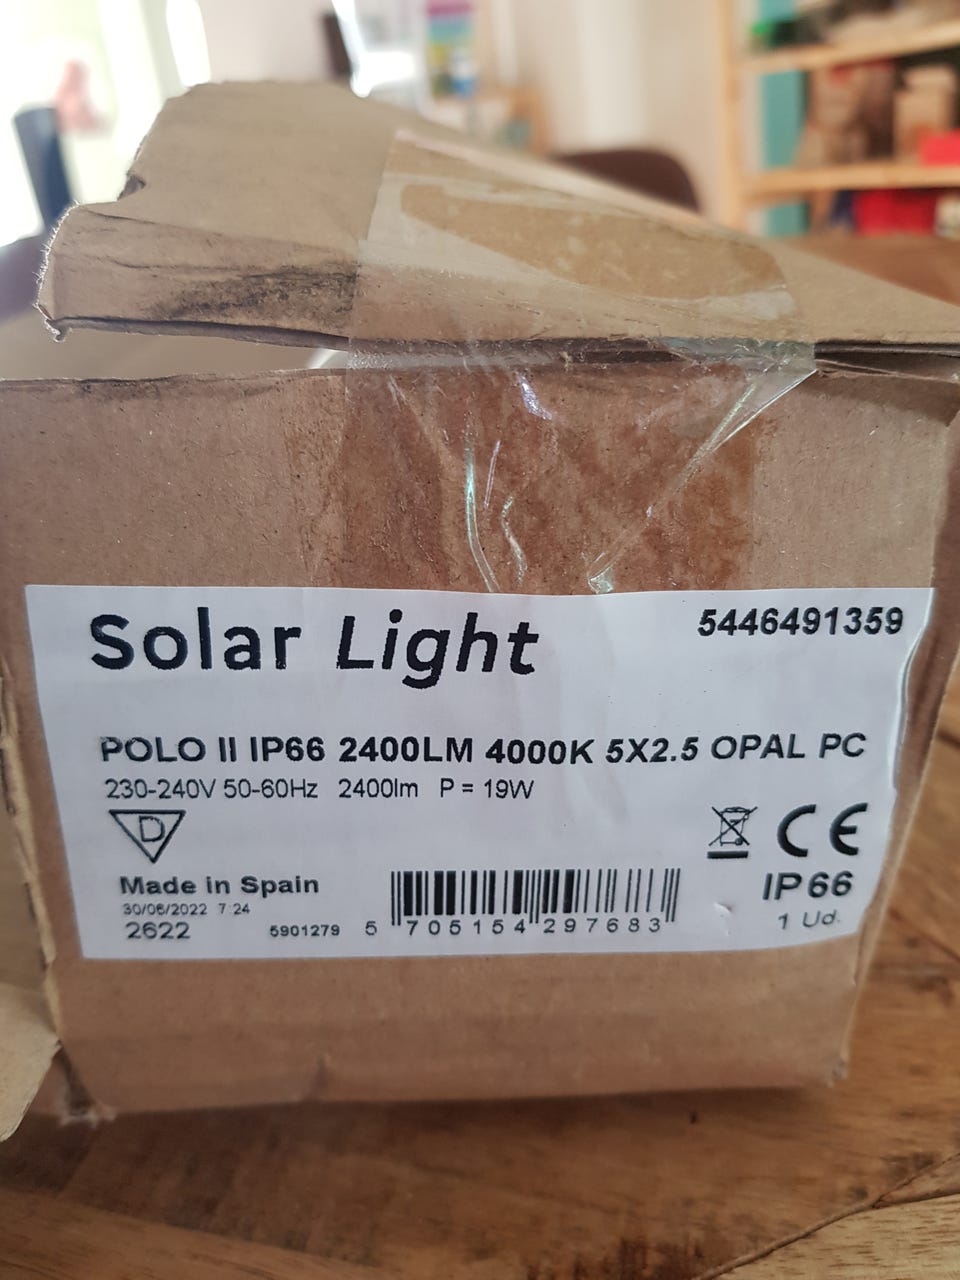 Solar Light
5446491359
POLO II IP66 2400LM 4000K 5X2.5 OPAL PC
230-240V 50-60Hz 2400lm P = 19W
D
CE
Made in Spain
IP66
30/06/2022 7 24
1 Ud.
2622
5901279
5 705154 297683